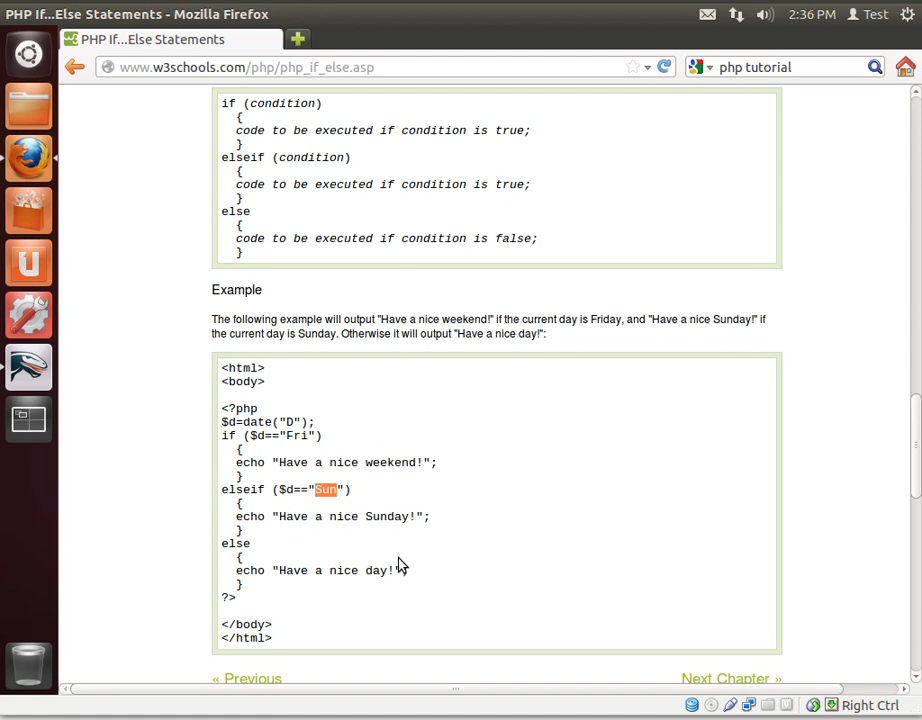 PHP If...Else Statements - Mozilla Firefox
2:36 PM
Test
PHP If...Else Statements
www.w3schools.com/php/php_if_else.asp
php tutorial
if (condition)
{
code to be executed if condition is true;
}
elseif (condition)
{
code to be executed if condition is true;
}
else
{
code to be executed if condition is false;
}
Example
The following example will output "Have a nice weekend!" if the current day is Friday, and "Have a nice Sunday!" if
the current day is Sunday. Otherwise it will output "Have a nice day!":
<html>
<body>
<?php
$d=date("D");
if ($d=="Fri")
{
echo "Have a nice weekend!";
}
elseif ($d=="Sun")
{
echo "Have a nice Sunday!";
}
else
{
echo "Have a nice day!";
}
?>
</body>
</html>
« Previous
Next Chapter »
Right Ctrl